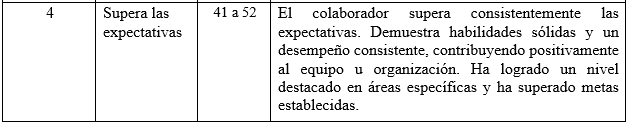 4 Supera las 41 a 52 El colaborador supera consistentemente las
expectativas expectativas. Demuestra habilidades sólidas y un
desempeño consistente, contribuyendo positivamente
al equipo u organización. Ha logrado un nivel
destacado en áreas específicas y ha superado metas
establecidas.